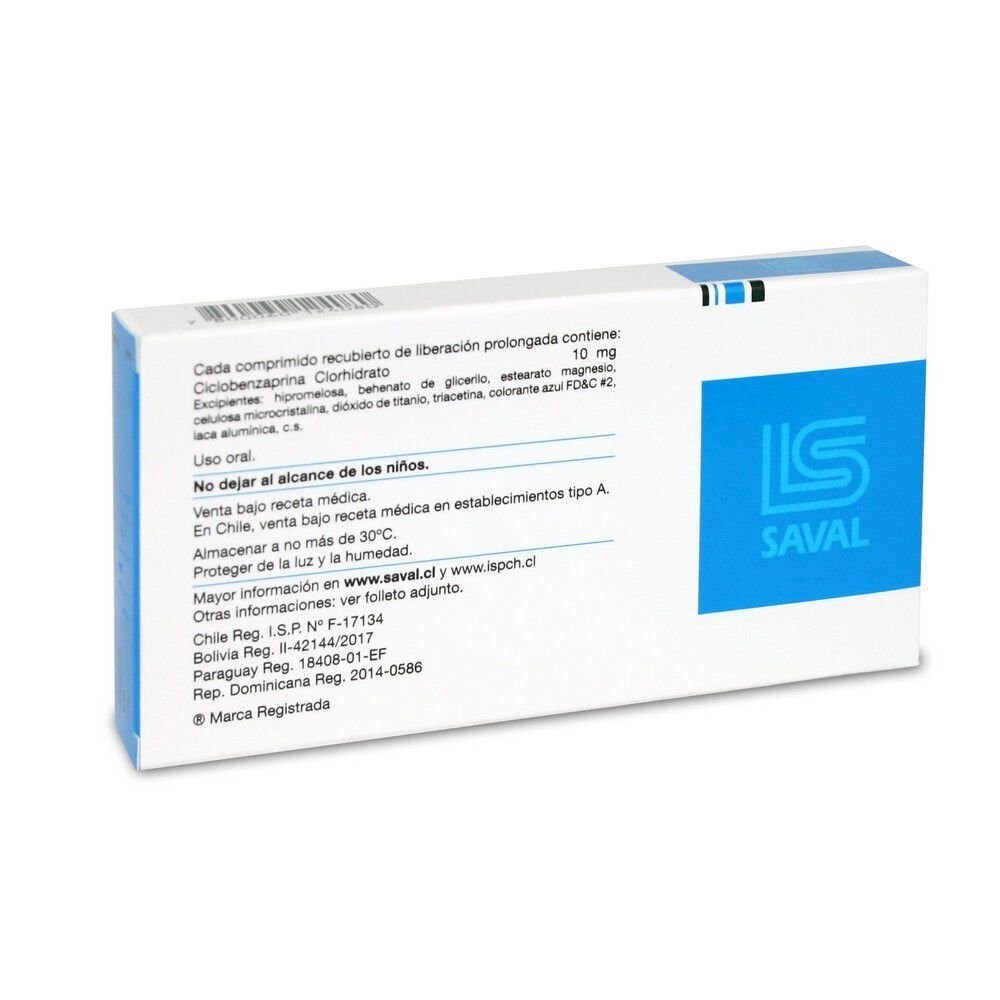 Cada comprimido recubierto de liberación prolongada contiene:
Ciclobenzaprina Clorhidrato 10 mg
Excipientes: hipromelosa, behenato de glicerilo, estearato magnesio,
celulosa microcristalina, dióxido de titanio, triacetina, colorante azul FD&C #2,
laca alumínica, c.s.
Uso oral.
No dejar al alcance de los niños.
Venta bajo receta médica.
En Chile, venta bajo receta médica en establecimientos tipo A.
Almacenar a no más de 30ºC.
Proteger de la luz y la humedad.
Mayor información en www.saval.cl y www.ispch.cl
Otras informaciones: ver folleto adjunto.
Chile Reg. I.S.P. Nº F-17134
Bolivia Reg. II-42144/2017
Paraguay Reg. 18408-01-EF
Rep. Dominicana Reg. 2014-0586
® Marca Registrada
SAVAL